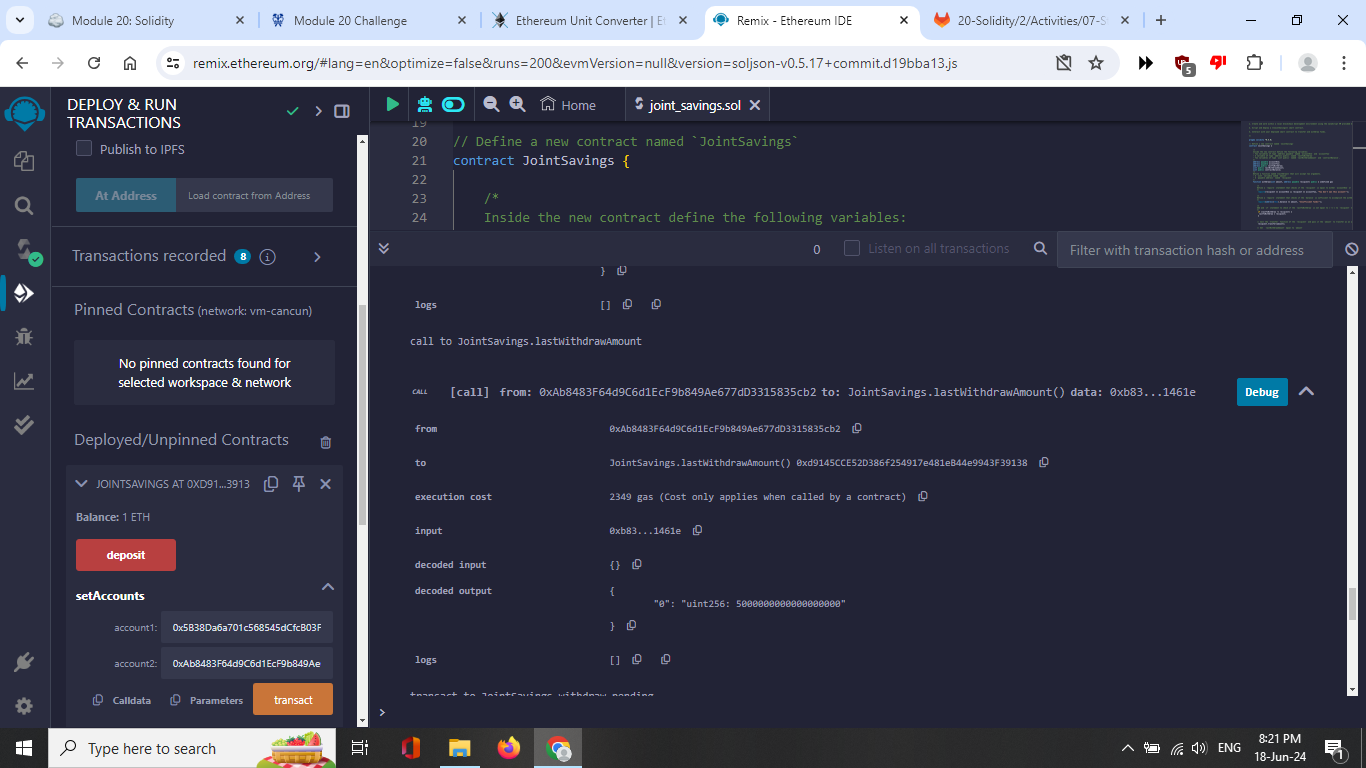 Module 20: Solidity
Module 20 Challenge
Ethereum Unit Converter | Et
Remix - Ethereum IDE
20-Solidity/2/Activities/07-S
remix.ethereum.org/#lang=en&optimize=false&runs=200&evmVersion=null&version=soljson-v0.5.17+commit.d19bba13.js
5
DEPLOY & RUN
TRANSACTIONS
Publish to IPFS
At Address
Load contract from Address
Transactions recorded 8 i
Pinned Contracts (network: vm-cancun)
No pinned contracts found for
selected workspace & network
Deployed/Unpinned Contracts
JOINTSAVINGS AT 0XD91...3913
Balance: 1 ETH
deposit
setAccounts
account1: 0x5B38Da6a701c568545dCfcB03F
account2: 0xAb8483F64d9C6d1EcF9b849Ae
Calldata
Parameters
transact
Home
joint_savings.sol
19
20 // Define a new contract named `JointSavings`
21 contract JointSavings {
22
23 /*
24 Inside the new contract define the following variables:
0
Listen on all transactions
Filter with transaction hash or address
}
logs []
call to JointSavings.lastWithdrawAmount
CALL [call] from: 0xAb8483F64d9C6d1EcF9b849Ae677dD3315835cb2 to: JointSavings.lastWithdrawAmount() data: 0xb83...1461e
Debug
from 0xAb8483F64d9C6d1EcF9b849Ae677dD3315835cb2
to JointSavings.lastWithdrawAmount() 0xd9145CCE52D386f254917e481eB44e9943F39138
execution cost 2349 gas (Cost only applies when called by a contract)
input 0xb83...1461e
decoded input {}
decoded output {
"0": "uint256: 5000000000000000000"
}
logs []
transact to JointSavings.withdraw pending
>
Type here to search
ENG
8:21 PM
18-Jun-24
1